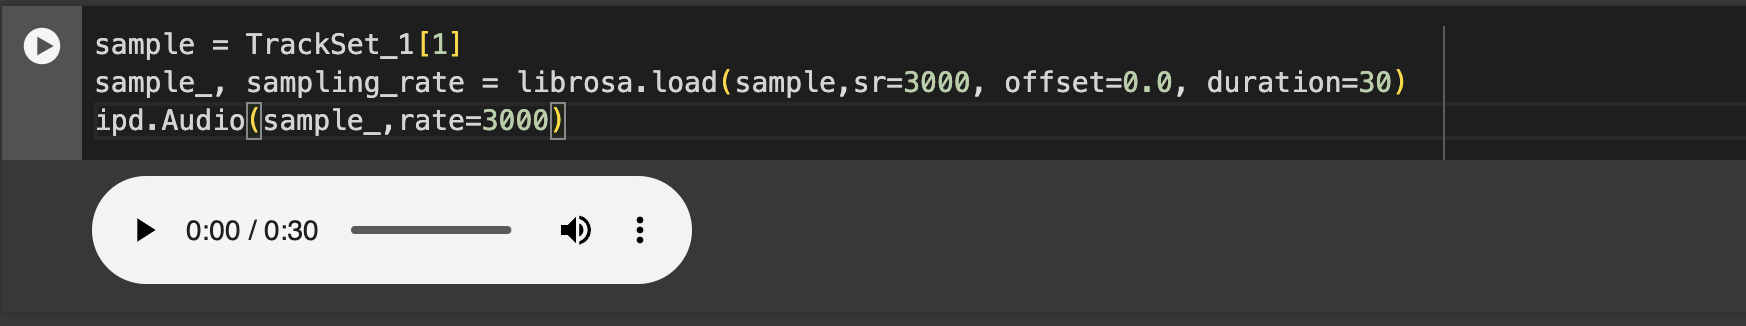 sample = TrackSet_1[1]
sample_, sampling_rate = librosa.load(sample,sr=3000, offset=0.0, duration=30)
ipd.Audio(sample_,rate=3000)
0:00 / 0:30